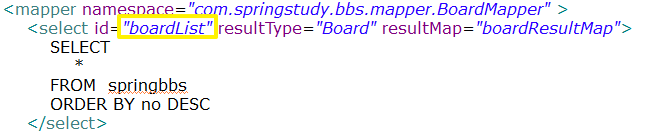 <mapper namespace="com.springstudy.bbs.mapper.BoardMapper" >
<select id="boardList" resultType="Board" resultMap="boardResultMap">
SELECT
*
FROM springbbs
ORDER BY no DESC
</select>